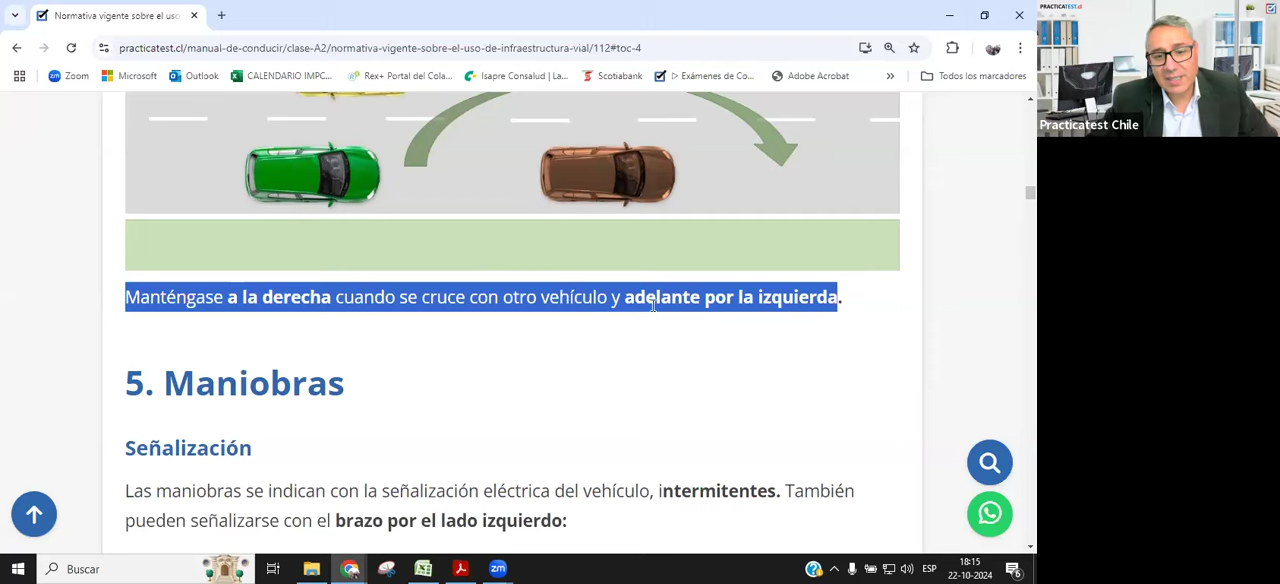 Normativa vigente sobre el uso
practicatest.cl/manual-de-conducir/clase-A2/normativa-vigente-sobre-el-uso-de-infraestructura-vial/112#toc-4
Zoom Microsoft Outlook CALENDARIO IMPC... Rex+ Portal del Cola... Isapre Consalud | La... Scotiabank ▷ Exámenes de Co... Adobe Acrobat » Todos los marcadores
PRACTICATEST.cl
Practicatest Chile
Manténgase a la derecha cuando se cruce con otro vehículo y adelante por la izquierda.
5. Maniobras
Señalización
Las maniobras se indican con la señalización eléctrica del vehículo, intermitentes. También
pueden señalizarse con el brazo por el lado izquierdo:
Buscar
ESP
18:15
22-10-2024
6